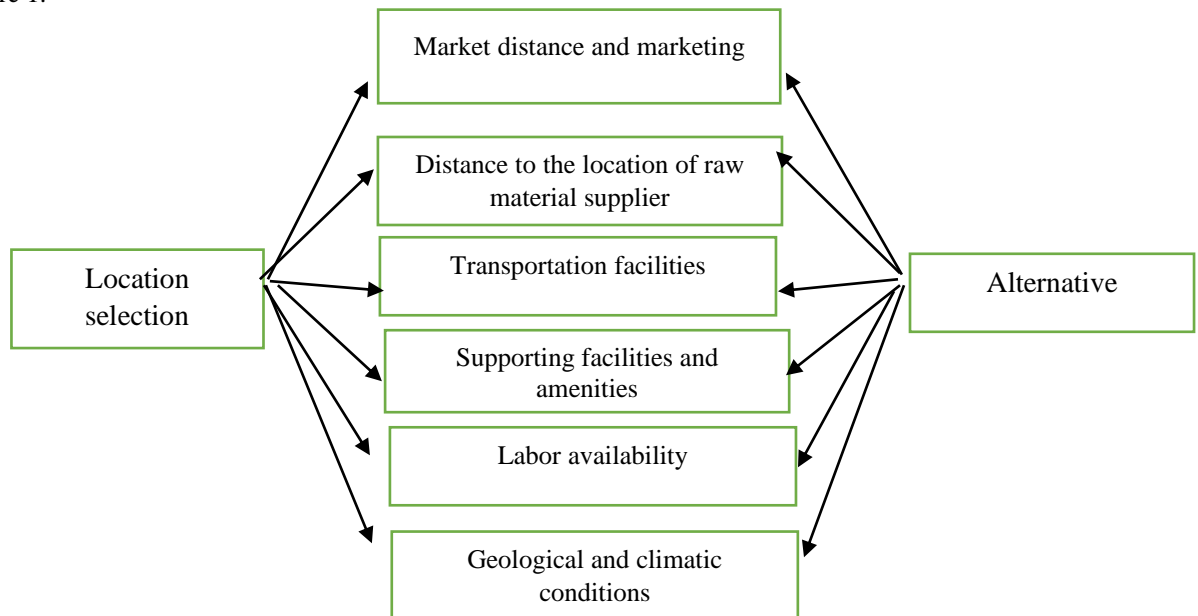 Market distance and marketing
Distance to the location of raw
material supplier
Transportation facilities
Location
selection
Alternative
Supporting facilities and
amenities
Labor availability
Geological and climatic
conditions